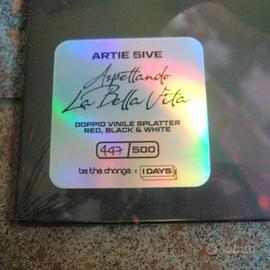 ARTIE 5IVE
Aspettando
La Bella Vita
DOPPIO VINILE SPLATTER
RED, BLACK & WHITE
447/500
be the change. x I DAYS
subito